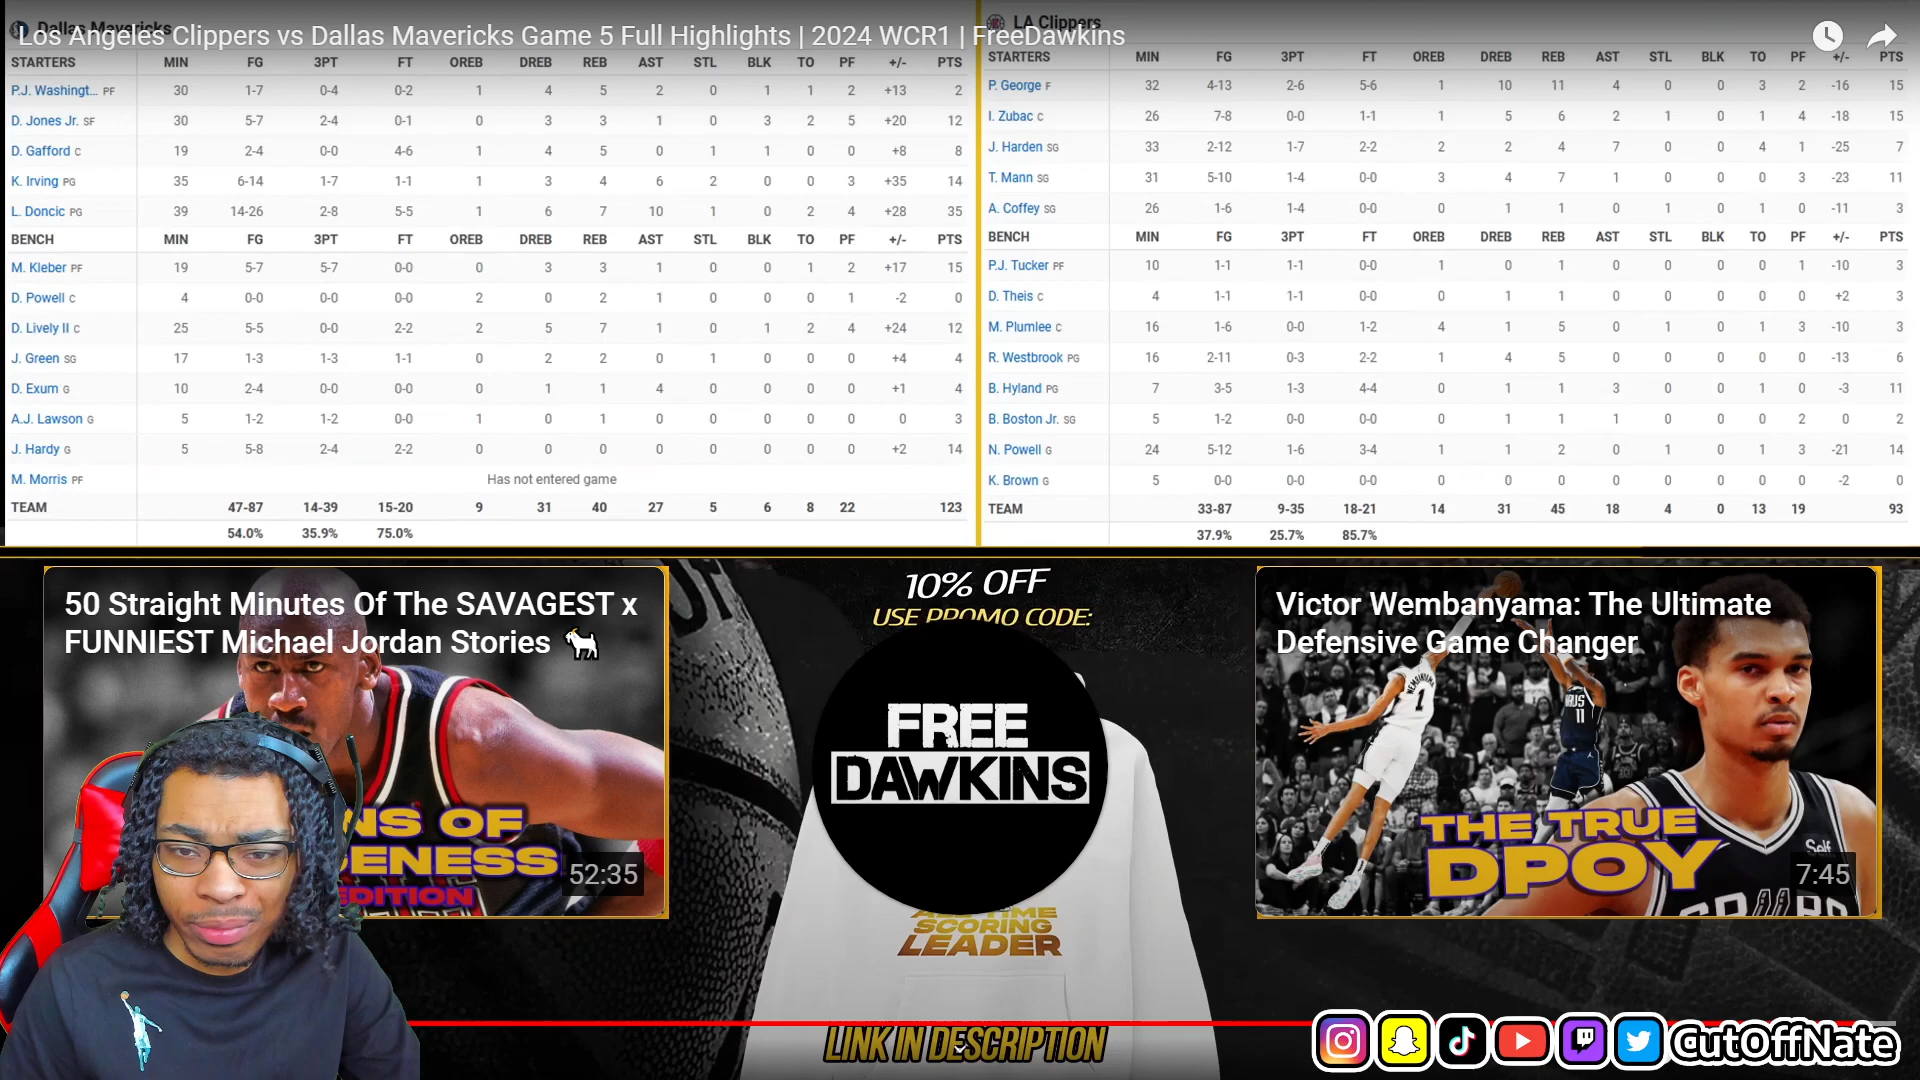 Dallas Mavericks
Los Angeles Clippers vs Dallas Mavericks Game 5 Full Highlights | 2024 WCR1 | FreeDawkins
STARTERS MIN FG 3PT FT OREB DREB REB AST STL BLK TO PF +/- PTS
P.J. Washingt... PF 30 1-7 0-4 0-2 1 4 5 2 0 1 1 2 +13 2
D. Jones Jr. SF 30 5-7 2-4 0-1 0 3 3 1 0 3 2 5 +20 12
D. Gafford C 19 2-4 0-0 4-6 1 4 5 0 1 1 0 0 +8 8
K. Irving PG 35 6-14 1-7 1-1 1 3 4 6 2 0 0 3 +35 14
L. Doncic PG 39 14-26 2-8 5-5 1 6 7 10 1 0 2 4 +28 35
BENCH MIN FG 3PT FT OREB DREB REB AST STL BLK TO PF +/- PTS
M. Kleber PF 19 5-7 5-7 0-0 0 3 3 1 0 0 1 2 +17 15
D. Powell C 4 0-0 0-0 0-0 2 0 2 1 0 0 0 1 -2 0
D. Lively II C 25 5-5 0-0 2-2 2 5 7 1 0 1 2 4 +24 12
J. Green SG 17 1-3 1-3 1-1 0 2 2 0 1 0 0 0 +4 4
D. Exum G 10 2-4 0-0 0-0 0 1 1 4 0 0 0 0 +1 4
A.J. Lawson G 5 1-2 1-2 0-0 1 0 1 0 0 0 0 0 0 3
J. Hardy G 5 5-8 2-4 2-2 0 0 0 0 0 0 0 0 +2 14
M. Morris PF Has not entered game
TEAM 47-87 14-39 15-20 9 31 40 27 5 6 8 22 123
54.0% 35.9% 75.0%
LA Clippers
STARTERS MIN FG 3PT FT OREB DREB REB AST STL BLK TO PF +/- PTS
P. George F 32 4-13 2-6 5-6 1 10 11 4 0 0 3 2 -16 15
I. Zubac C 26 7-8 0-0 1-1 1 5 6 2 1 0 1 4 -18 15
J. Harden SG 33 2-12 1-7 2-2 2 2 4 7 0 0 4 1 -25 7
T. Mann SG 31 5-10 1-4 0-0 3 4 7 1 0 0 0 3 -23 11
A. Coffey SG 26 1-6 1-4 0-0 0 1 1 0 1 0 1 0 -11 3
BENCH MIN FG 3PT FT OREB DREB REB AST STL BLK TO PF +/- PTS
P.J. Tucker PF 10 1-1 1-1 0-0 1 0 1 0 0 0 0 1 -10 3
D. Theis C 4 1-1 1-1 0-0 0 1 1 0 0 0 0 0 +2 3
M. Plumlee C 16 1-6 0-0 1-2 4 1 5 0 1 0 1 3 -10 3
R. Westbrook PG 16 2-11 0-3 2-2 1 4 5 0 0 0 0 0 -13 6
B. Hyland PG 7 3-5 1-3 4-4 0 1 1 3 0 0 1 0 -3 11
B. Boston Jr. SG 5 1-2 0-0 0-0 0 1 1 1 0 0 0 2 0 2
N. Powell G 24 5-12 1-6 3-4 1 1 2 0 1 0 1 3 -21 14
K. Brown G 5 0-0 0-0 0-0 0 0 0 0 0 0 0 0 -2 0
TEAM 33-87 9-35 18-21 14 31 45 18 4 0 13 19 93
37.9% 25.7% 85.7%
50 Straight Minutes Of The SAVAGEST x
FUNNIEST Michael Jordan Stories
NS OF
ENESS
EDITION
52:35
10% OFF
USE PROMO CODE:
FREE
DAWKINS
ALL TIME
SCORING
LEADER
LINK IN DESCRIPTION
Victor Wembanyama: The Ultimate
Defensive Game Changer
WEMBANYAMA
1
11
THE TRUE
DPOY
Self
7:45
CutOffNate